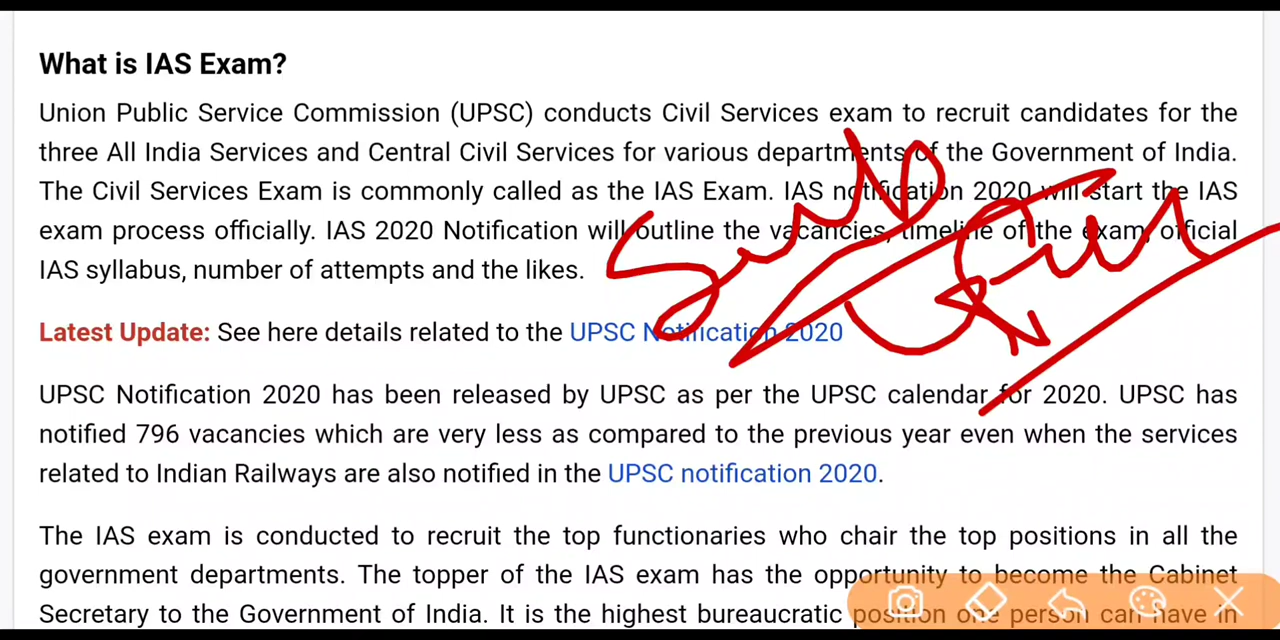 What is IAS Exam?
Union Public Service Commission (UPSC) conducts Civil Services exam to recruit candidates for the
three All India Services and Central Civil Services for various departments of the Government of India.
The Civil Services Exam is commonly called as the IAS Exam. IAS notification 2020 will start the IAS
exam process officially. IAS 2020 Notification will outline the vacancies, timeline of the exam, official
IAS syllabus, number of attempts and the likes.
Latest Update: See here details related to the UPSC Notification 2020
UPSC Notification 2020 has been released by UPSC as per the UPSC calendar for 2020. UPSC has
notified 796 vacancies which are very less as compared to the previous year even when the services
related to Indian Railways are also notified in the UPSC notification 2020.
The IAS exam is conducted to recruit the top functionaries who chair the top positions in all the
government departments. The topper of the IAS exam has the opportunity to become the Cabinet
Secretary to the Government of India. It is the highest bureaucratic position one person can have in